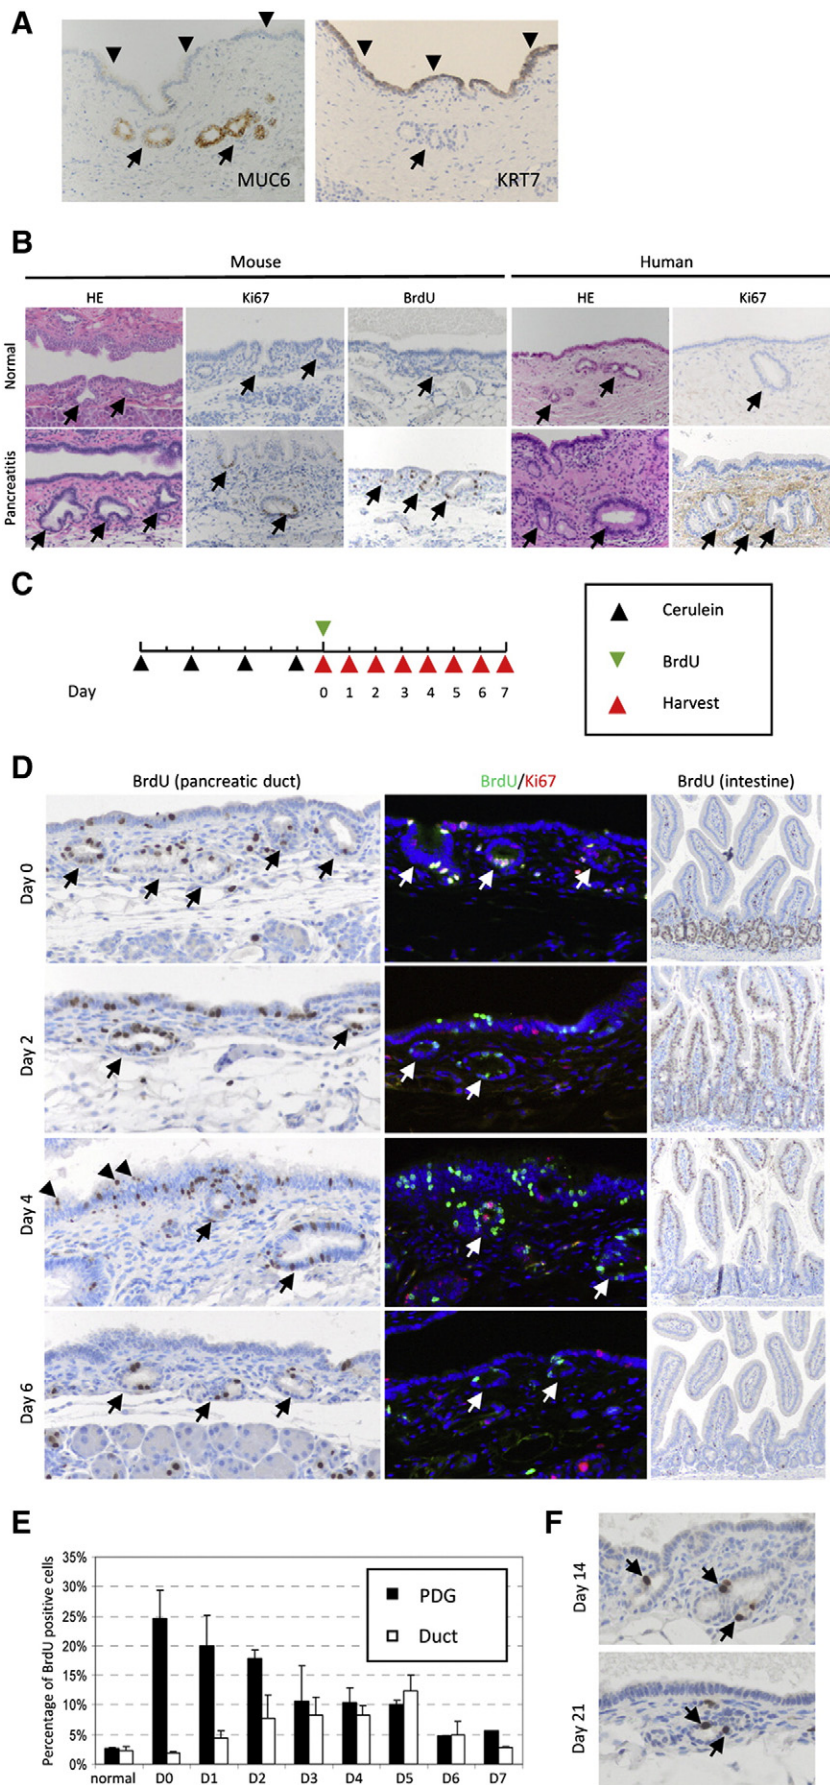 A
MUC6
KRT7
B
Mouse
Human
HE
Ki67
BrdU
HE
Ki67
Normal
Pancreatitis
C
Cerulein
BrdU
Harvest
Day
0 1 2 3 4 5 6 7
D
BrdU (pancreatic duct)
BrdU/Ki67
BrdU (intestine)
Day 0
Day 2
Day 4
Day 6
E
Percentage of BrdU positive cells
35%
30%
25%
20%
15%
10%
5%
0%
PDG
Duct
normal D0 D1 D2 D3 D4 D5 D6 D7
F
Day 14
Day 21